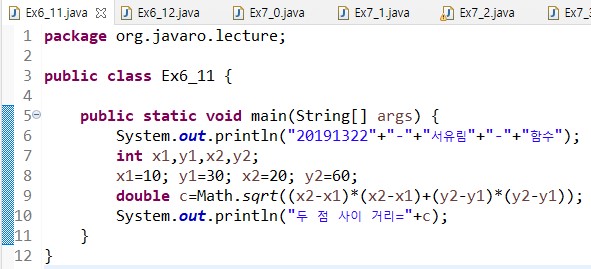 Ex6_11.java Ex6_12.java Ex7_0.java Ex7_1.java Ex7_2.java
1 package org.javaro.lecture;
2
3 public class Ex6_11 {
4
5 public static void main(String[] args) {
6 System.out.println("20191322"+"-"+"서유림"+"-"+"함수");
7 int x1,y1,x2,y2;
8 x1=10; y1=30; x2=20; y2=60;
9 double c=Math.sqrt((x2-x1)*(x2-x1)+(y2-y1)*(y2-y1));
10 System.out.println("두 점 사이 거리="+c);
11 }
12 }